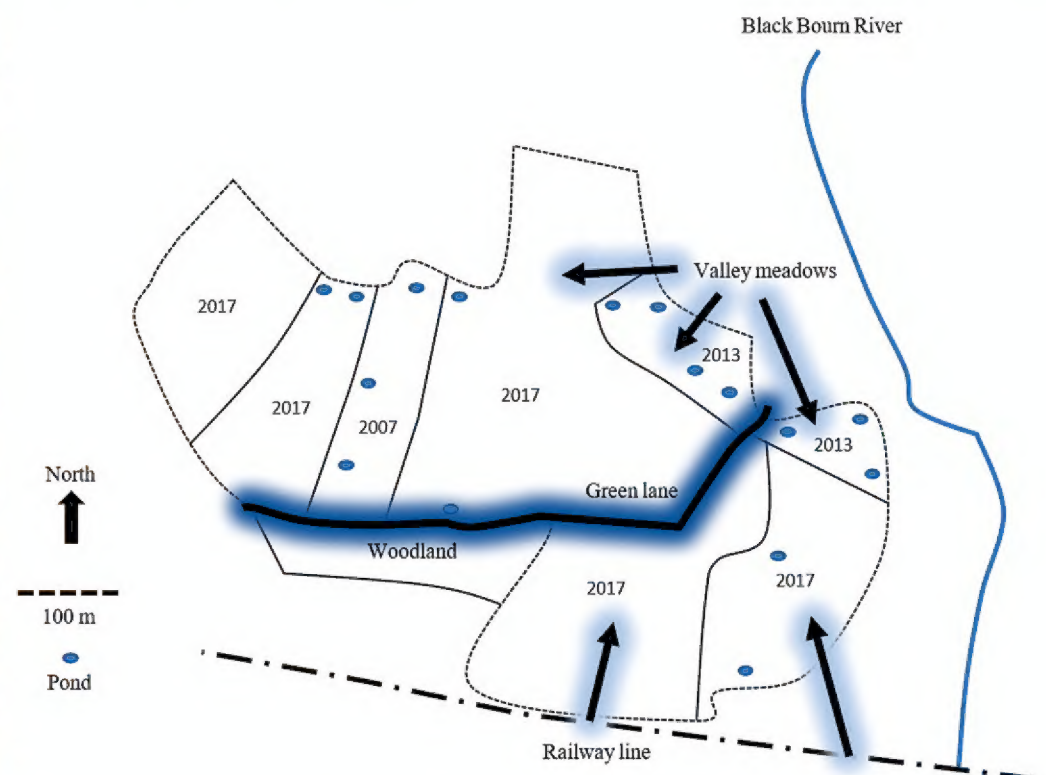 Black Bourn River
Valley meadows
2017
2013
2017
2017
2007
2013
North
Green lane
Woodland
2017
2017
100 m
Pond
Railway line